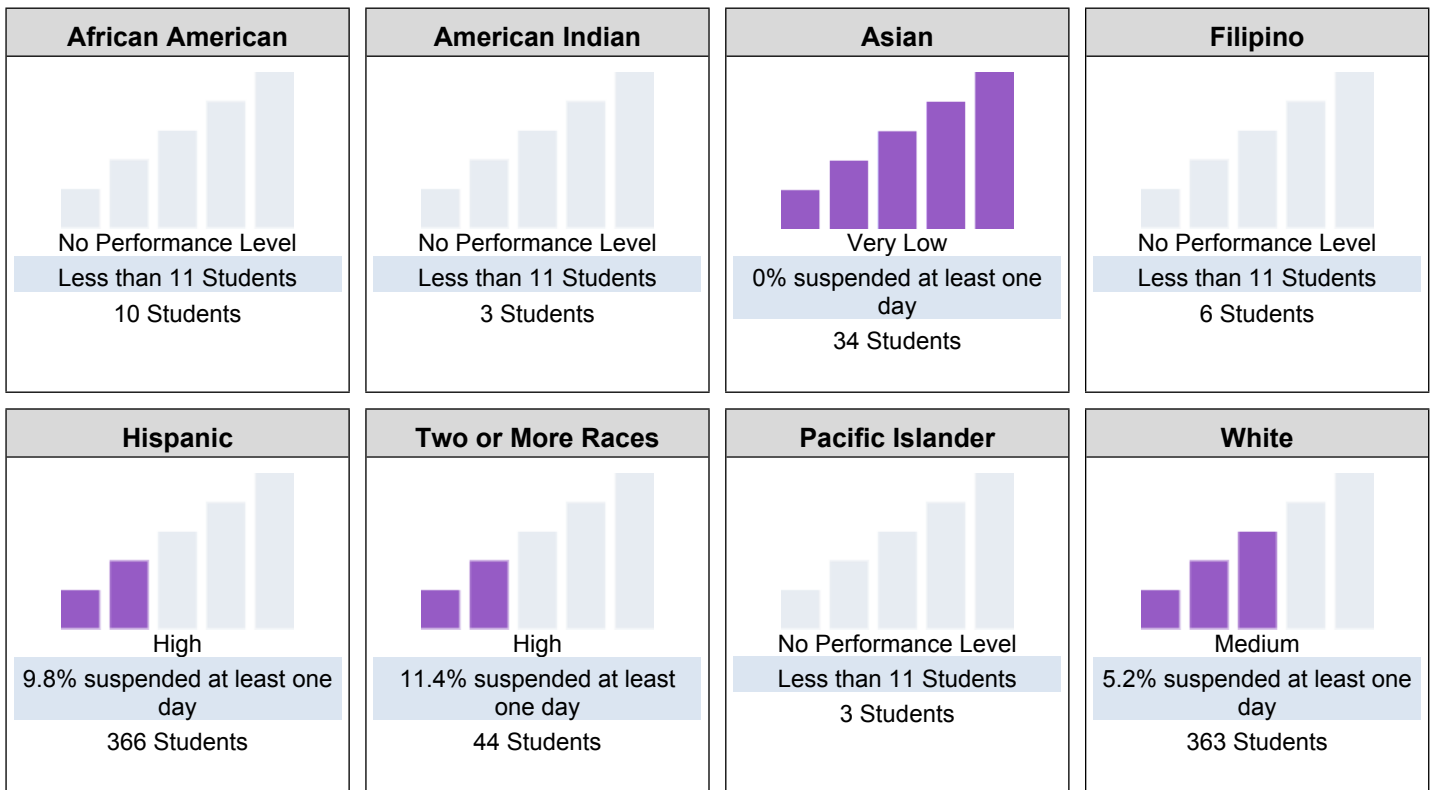 African American
No Performance Level
Less than 11 Students
10 Students
American Indian
No Performance Level
Less than 11 Students
3 Students
Asian
Very Low
0% suspended at least one
day
34 Students
Filipino
No Performance Level
Less than 11 Students
6 Students
Hispanic
High
9.8% suspended at least one
day
366 Students
Two or More Races
High
11.4% suspended at least
one day
44 Students
Pacific Islander
No Performance Level
Less than 11 Students
3 Students
White
Medium
5.2% suspended at least one
day
363 Students